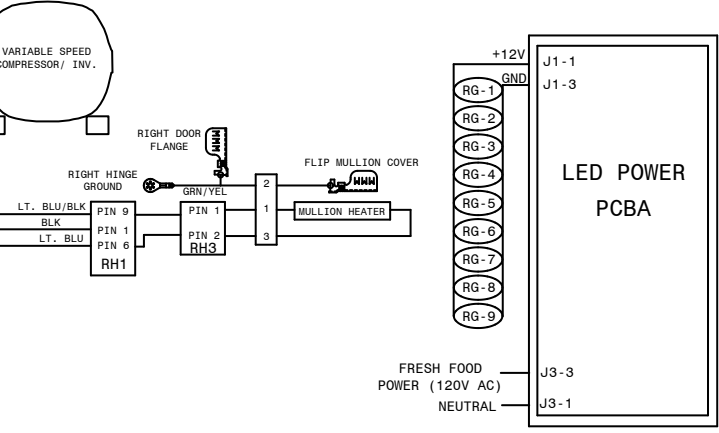 VARIABLE SPEED
COMPRESSOR/ INV.
RIGHT DOOR
FLANGE
RIGHT HINGE
GROUND
GRN/YEL
FLIP MULLION COVER
2
1
3
MULLION HEATER
LT. BLU/BLK
BLK
LT. BLU
PIN 9
PIN 1
PIN 6
RH1
PIN 1
PIN 2
RH3
+12V
GND
RG-1
RG-2
RG-3
RG-4
RG-5
RG-6
RG-7
RG-8
RG-9
J1-1
J1-3
LED POWER
PCBA
FRESH FOOD
POWER (120V AC)
NEUTRAL
J3-3
J3-1